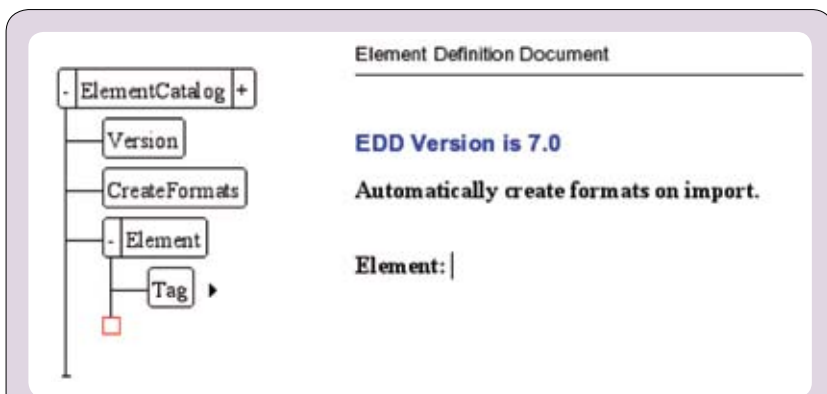 Element Definition Document
- ElementCatalog +
Version
EDD Version is 7.0
CreateFormats
Automatically create formats on import.
- Element
Element:
Tag